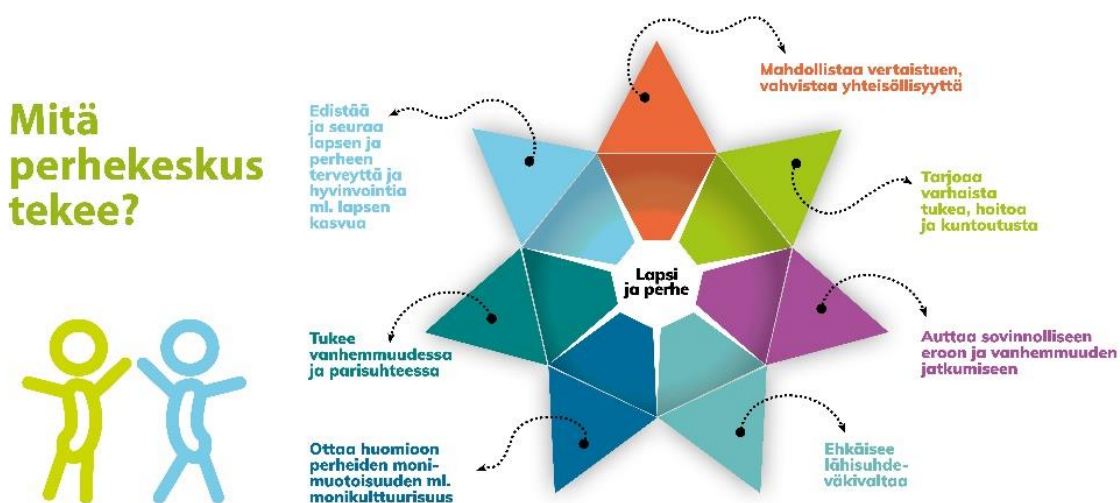 Mitä
perhekeskus
tekee?
Edistää
ja seuraa
lapsen ja
perheen
terveyttä ja
hyvinvointia
ml. lapsen
kasvua
Mahdollistaa vertaistuen,
vahvistaa yhteisöllisyyttä
Tarjoaa
varhaista
tukea, hoitoa
ja kuntoutusta
Lapsi
ja perhe
Tukee
vanhemmuudessa
ja parisuhteessa
Auttaa sovinnolliseen
eroon ja vanhemmuuden
jatkumiseen
Ottaa huomioon
perheiden moni-
muotoisuuden ml.
monikulttuurisuus
Ehkäisee
lähisuhde-
väkivaltaa